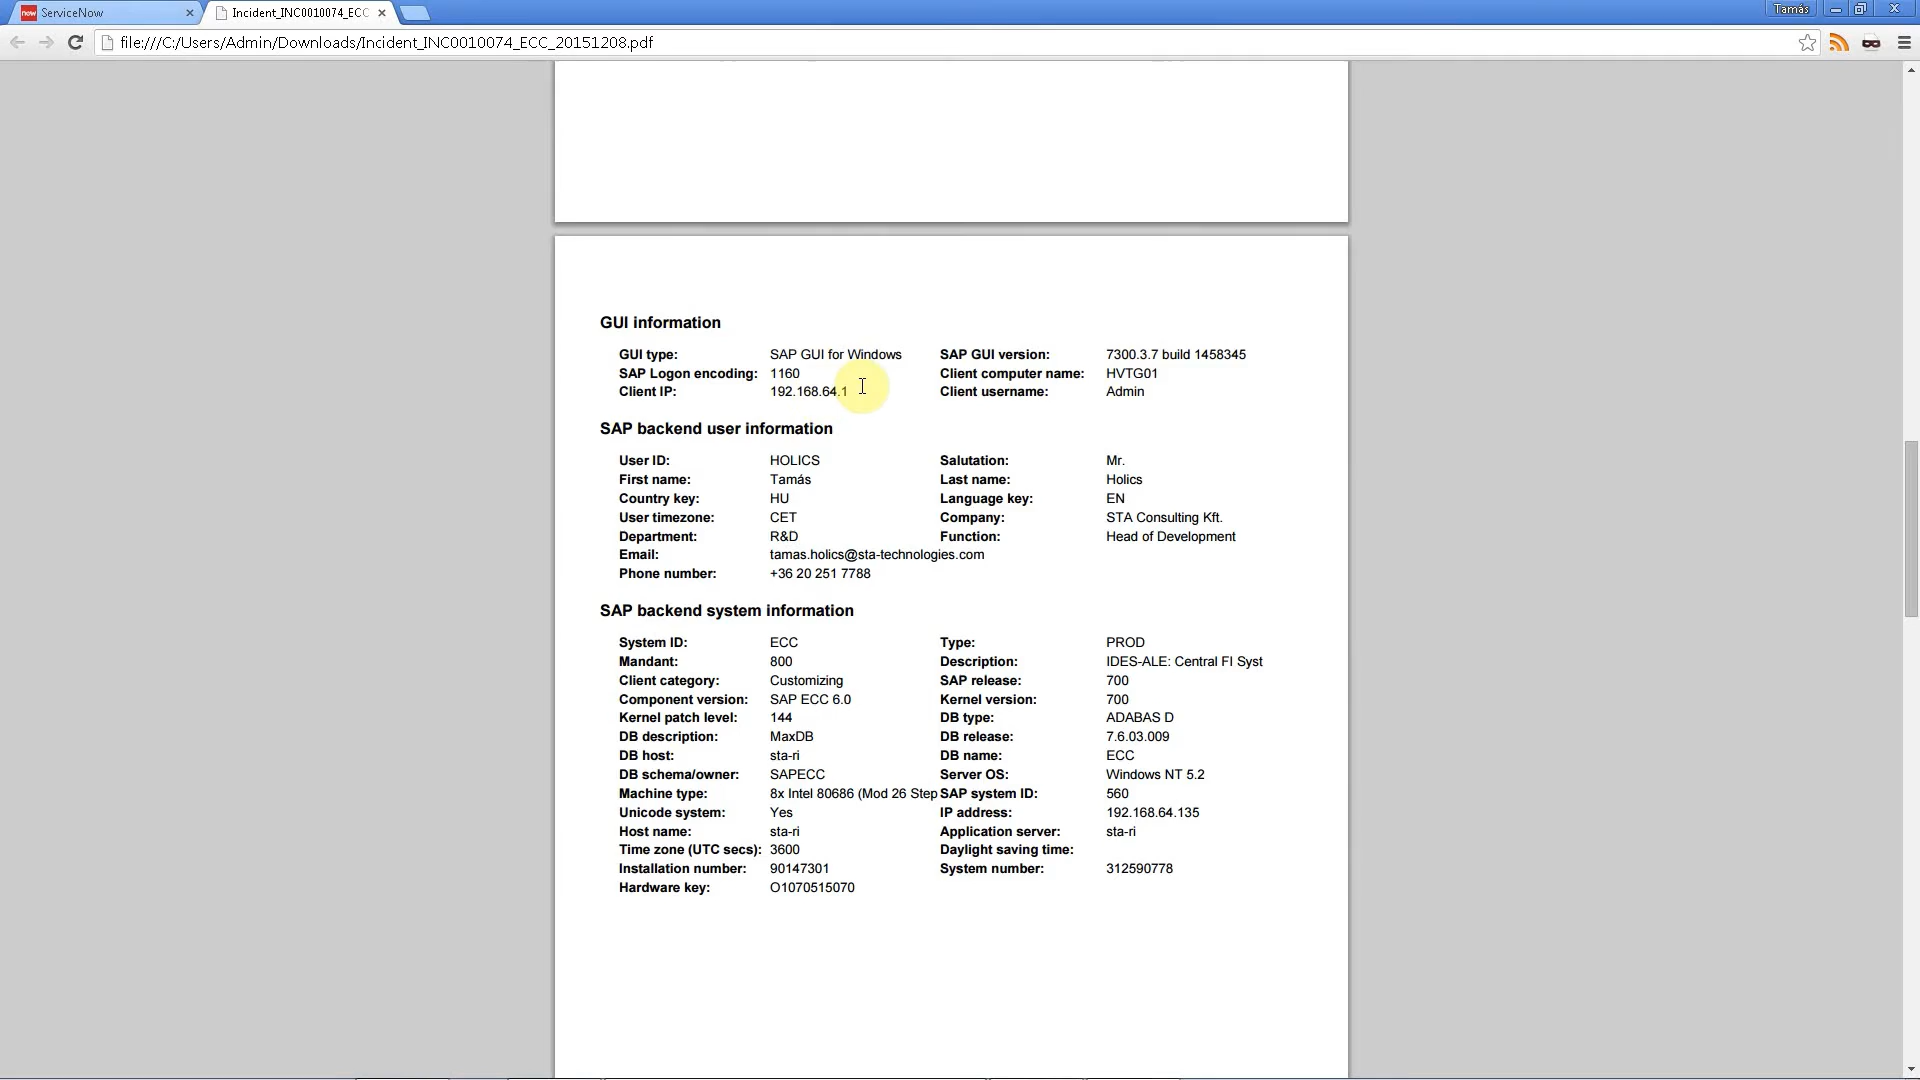 now ServiceNow
Incident_INC0010074_ECC
Tamás
file:///C:/Users/Admin/Downloads/Incident_INC0010074_ECC_20151208.pdf
GUI information
GUI type: SAP GUI for Windows SAP GUI version: 7300.3.7 build 1458345
SAP Logon encoding: 1160 Client computer name: HVTG01
Client IP: 192.168.64.1 Client username: Admin
SAP backend user information
User ID: HOLICS Salutation: Mr.
First name: Tamás Last name: Holics
Country key: HU Language key: EN
User timezone: CET Company: STA Consulting Kft.
Department: R&D Function: Head of Development
Email: tamas.holics@sta-technologies.com
Phone number: +36 20 251 7788
SAP backend system information
System ID: ECC Type: PROD
Mandant: 800 Description: IDES-ALE: Central FI Syst
Client category: Customizing SAP release: 700
Component version: SAP ECC 6.0 Kernel version: 700
Kernel patch level: 144 DB type: ADABAS D
DB description: MaxDB DB release: 7.6.03.009
DB host: sta-ri DB name: ECC
DB schema/owner: SAPECC Server OS: Windows NT 5.2
Machine type: 8x Intel 80686 (Mod 26 Step SAP system ID: 560
Unicode system: Yes IP address: 192.168.64.135
Host name: sta-ri Application server: sta-ri
Time zone (UTC secs): 3600 Daylight saving time:
Installation number: 90147301 System number: 312590778
Hardware key: O1070515070